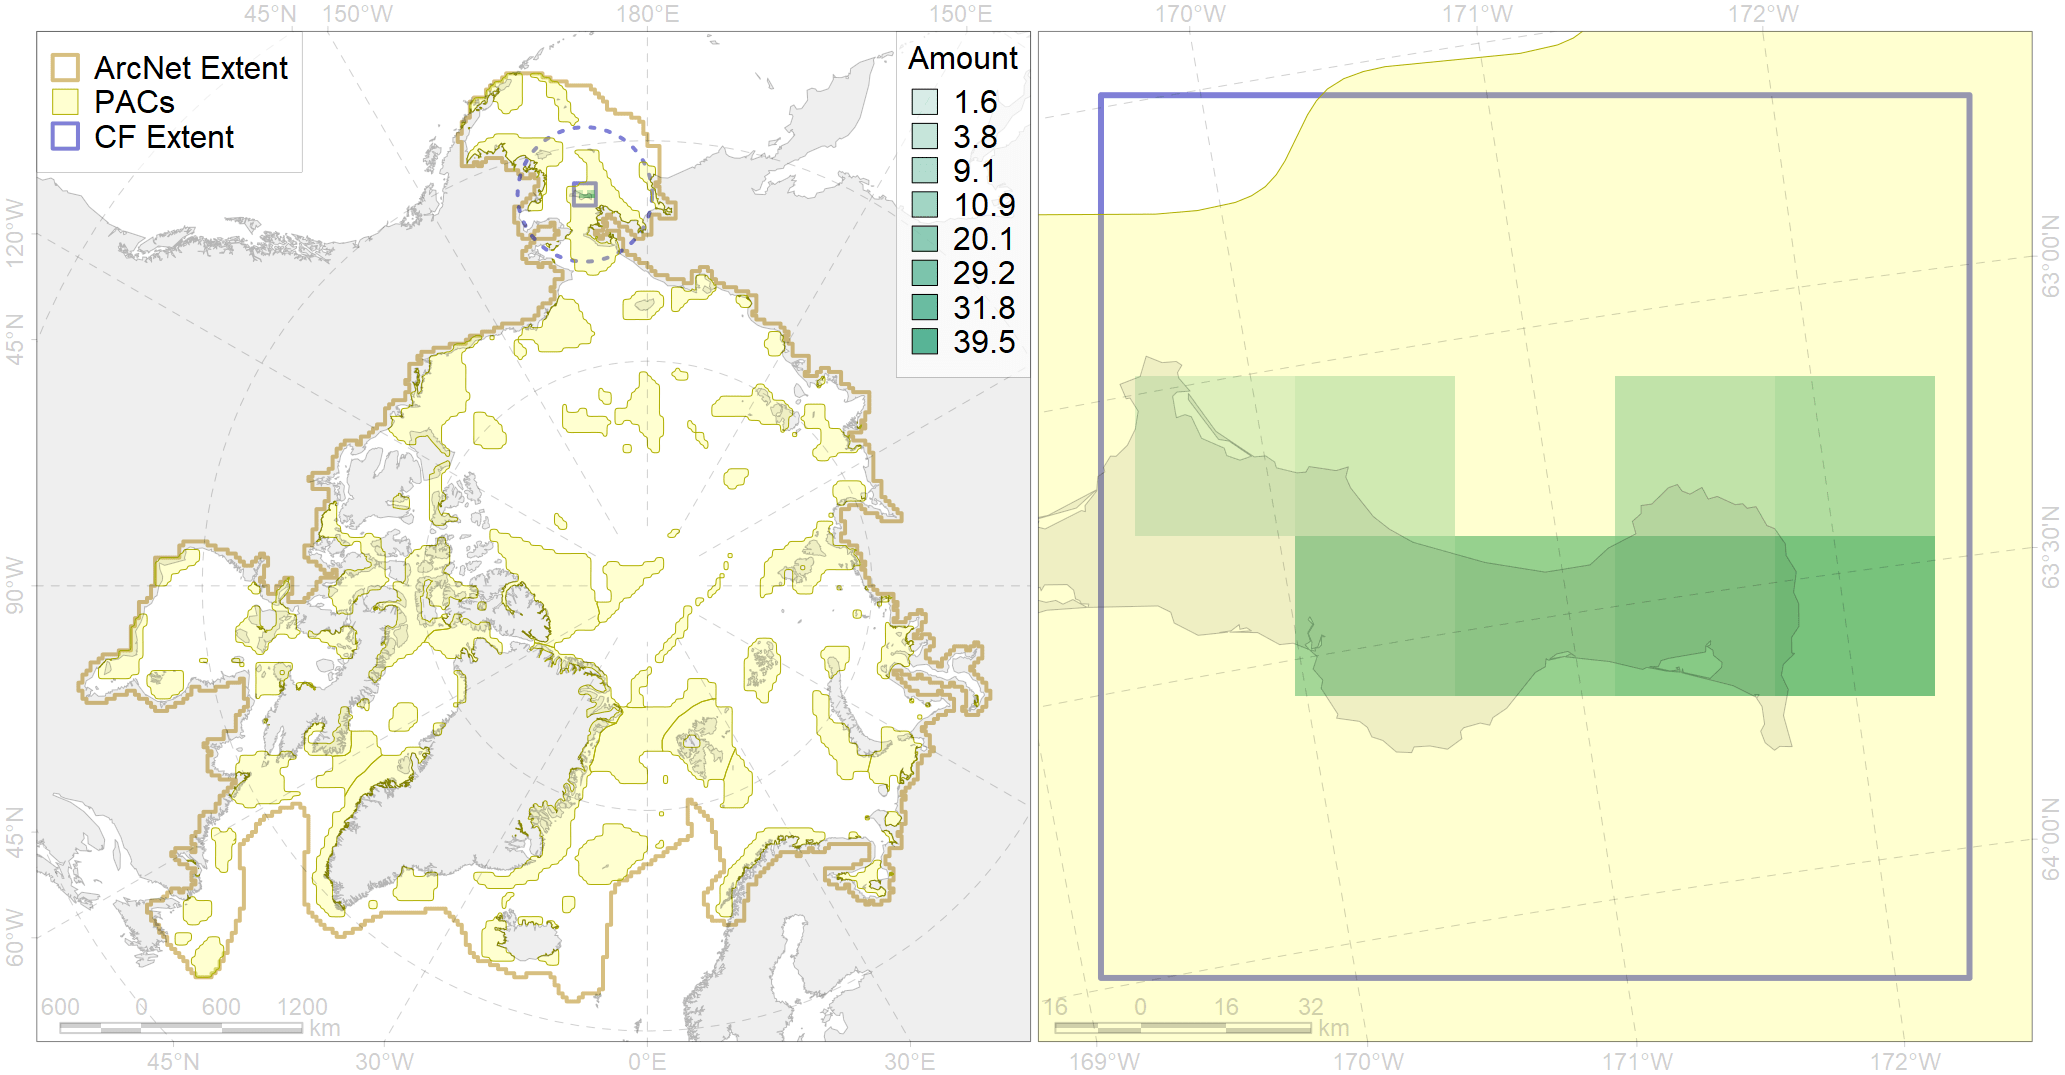 45°N 150°W 180°E 150°E 170°W 171°W 172°W
ArcNet Extent
PACs
CF Extent
Amount
1.6
3.8
9.1
10.9
20.1
29.2
31.8
39.5
120°W
45°N
90°W
45°N
60°W
63°00'N
63°30'N
64°00'N
600 0 600 1200
km
16 0 16 32
km
45°N 30°W 0°E 30°E 169°W 170°W 171°W 172°W